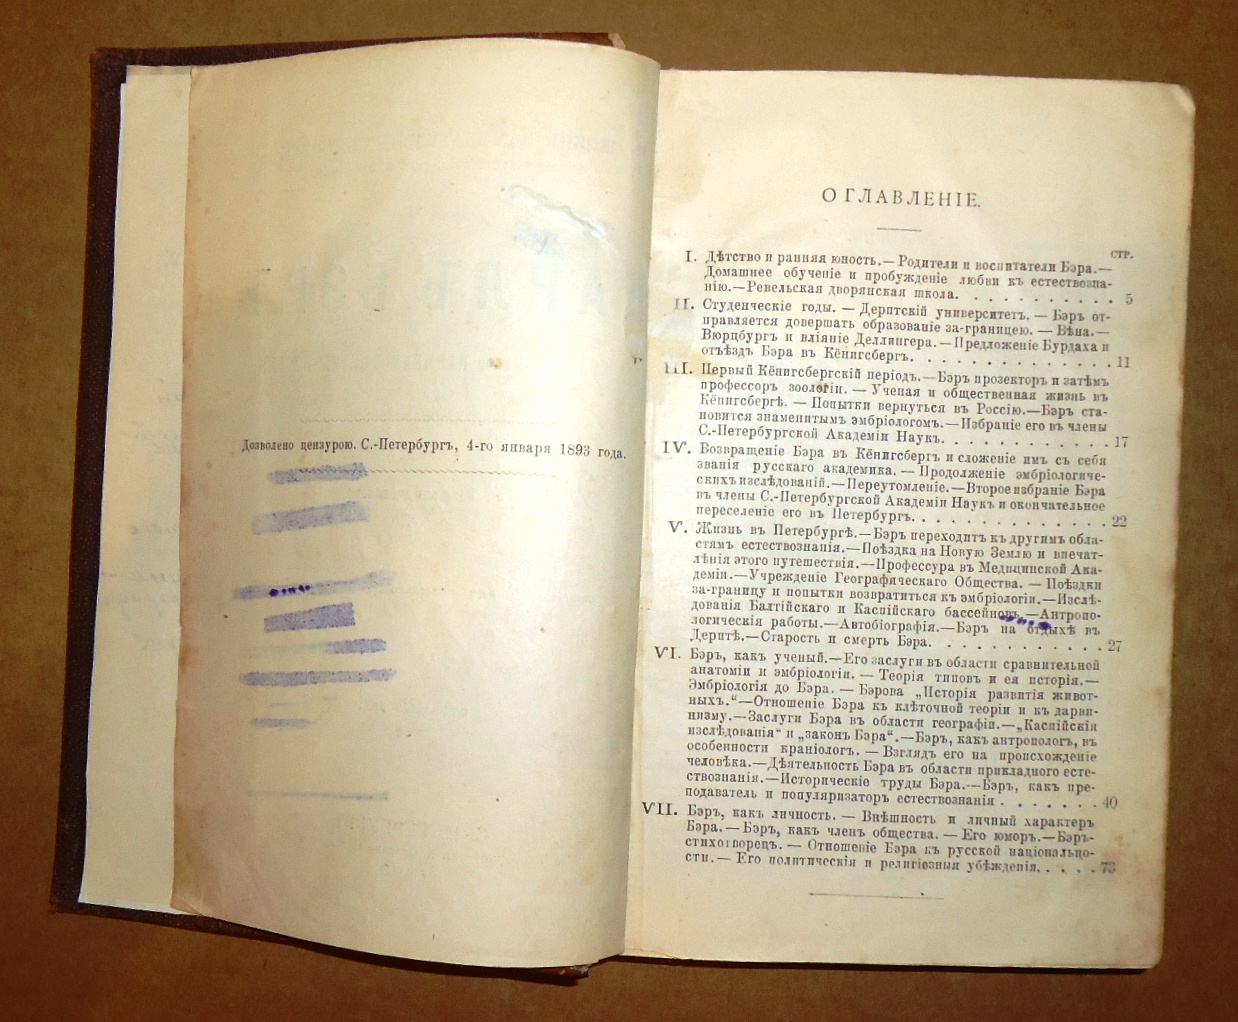 Дозволено цензурою. С.-Петербургъ, 4-го января 1893 года.
ОГЛАВЛЕНІЕ.
СТР.
I. Дѣтство и ранняя юность.—Родители и воспитатели Бэра.—
Домашнее обученіе и пробужденіе любви къ естествозна-
нію.—Ревельская дворянская школа. . . . . . . . . . . 5
II. Студенческіе годы. — Дерптскій университетъ. — Бэръ от-
правляется довершать образованіе за-границею. — Вѣна.—
Вюрцбургъ и вліяніе Деллингера.—Предложеніе Бурдаха и
отъѣздъ Бэра въ Кёнигсбергъ. . . . . . . . . . . . . . 11
III. Первый Кёнигсбергскій періодъ.—Бэръ прозекторъ и затѣмъ
профессоръ зоологіи. — Ученая и общественная жизнь въ
Кёнигсбергѣ. — Попытки вернуться въ Россію.—Бэръ ста-
новится знаменитымъ эмбріологомъ.—Избраніе его въ члены
С.-Петербургской Академіи Наукъ. . . . . . . . . . . . 17
IV. Возвращеніе Бэра въ Кёнигсбергъ и сложеніе имъ съ себя
званія русскаго академика. — Продолженіе эмбріологиче-
скихъ изслѣдованій.—Переутомленіе.—Второе избраніе Бэра
въ члены С.-Петербургской Академіи Наукъ и окончательное
переселеніе его въ Петербургъ. . . . . . . . . . . . . . 22
V. Жизнь въ Петербургѣ.—Бэръ переходитъ къ другимъ обла-
стямъ естествознанія.—Поѣздка на Новую Землю и впечат-
лѣнія этого путешествія.—Профессура въ Медицинской Ака-
деміи.—Учрежденіе Географическаго Общества. — Поѣздки
за-границу и попытки возвратиться къ эмбріологіи.—Изслѣ-
дованія Балтійскаго и Каспійскаго бассейновъ.—Антропо-
логическія работы.—Автобіографія.—Бэръ на отдыхѣ въ
Дерптѣ.—Старость и смерть Бэра. . . . . . . . . . . . 27
VI. Бэръ, какъ ученый.—Его заслуги въ области сравнительной
анатоміи и эмбріологіи. — Теорія типовъ и ея исторія.—
Эмбріологія до Бэра. — Бэрова „Исторія развитія живот-
ныхъ.“—Отношеніе Бэра къ клѣточной теоріи и къ дарви-
низму.—Заслуги Бэра въ области географіи.—„Каспійскія
изслѣдованія“ и „законъ Бэра“.—Бэръ, какъ антропологъ, въ
особенности краніологъ. — Взглядъ его на происхожденіе
человѣка.—Дѣятельность Бэра въ области прикладного есте-
ствознанія.—Историческіе труды Бэра.—Бэръ, какъ пре-
подаватель и популяризаторъ естествознанія . . . . . . . 40
VII. Бэръ, какъ личность. — Внѣшность и личный характеръ
Бэра. — Бэръ, какъ членъ общества. — Его юморъ.—Бэръ-
стихотворецъ. — Отношеніе Бэра къ русской національно-
сти. — Его политическія и религіозныя убѣжденія. . . . . 73